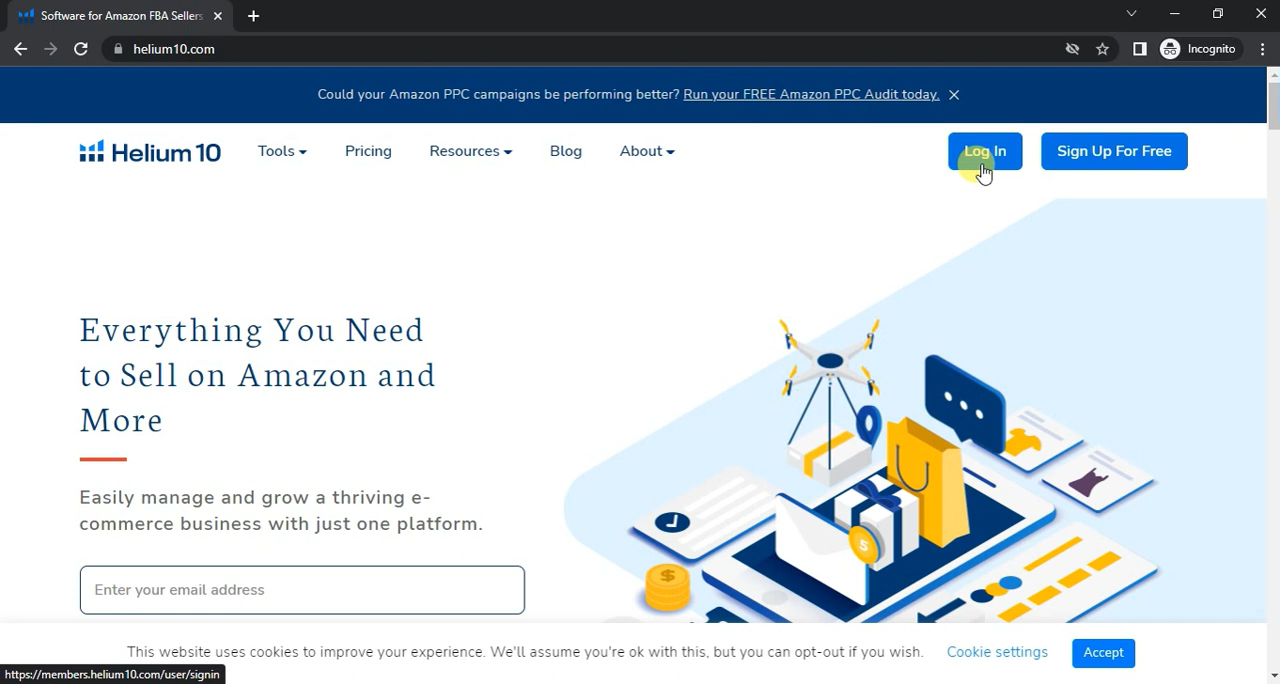 Software for Amazon FBA Sellers
helium10.com
Incognito
Could your Amazon PPC campaigns be performing better? Run your FREE Amazon PPC Audit today.
Helium 10
Tools
Pricing
Resources
Blog
About
Log In
Sign Up For Free
Everything You Need
to Sell on Amazon and
More
Easily manage and grow a thriving e-
commerce business with just one platform.
Enter your email address
This website uses cookies to improve your experience. We'll assume you're ok with this, but you can opt-out if you wish.
Cookie settings
Accept
https://members.helium10.com/user/signin